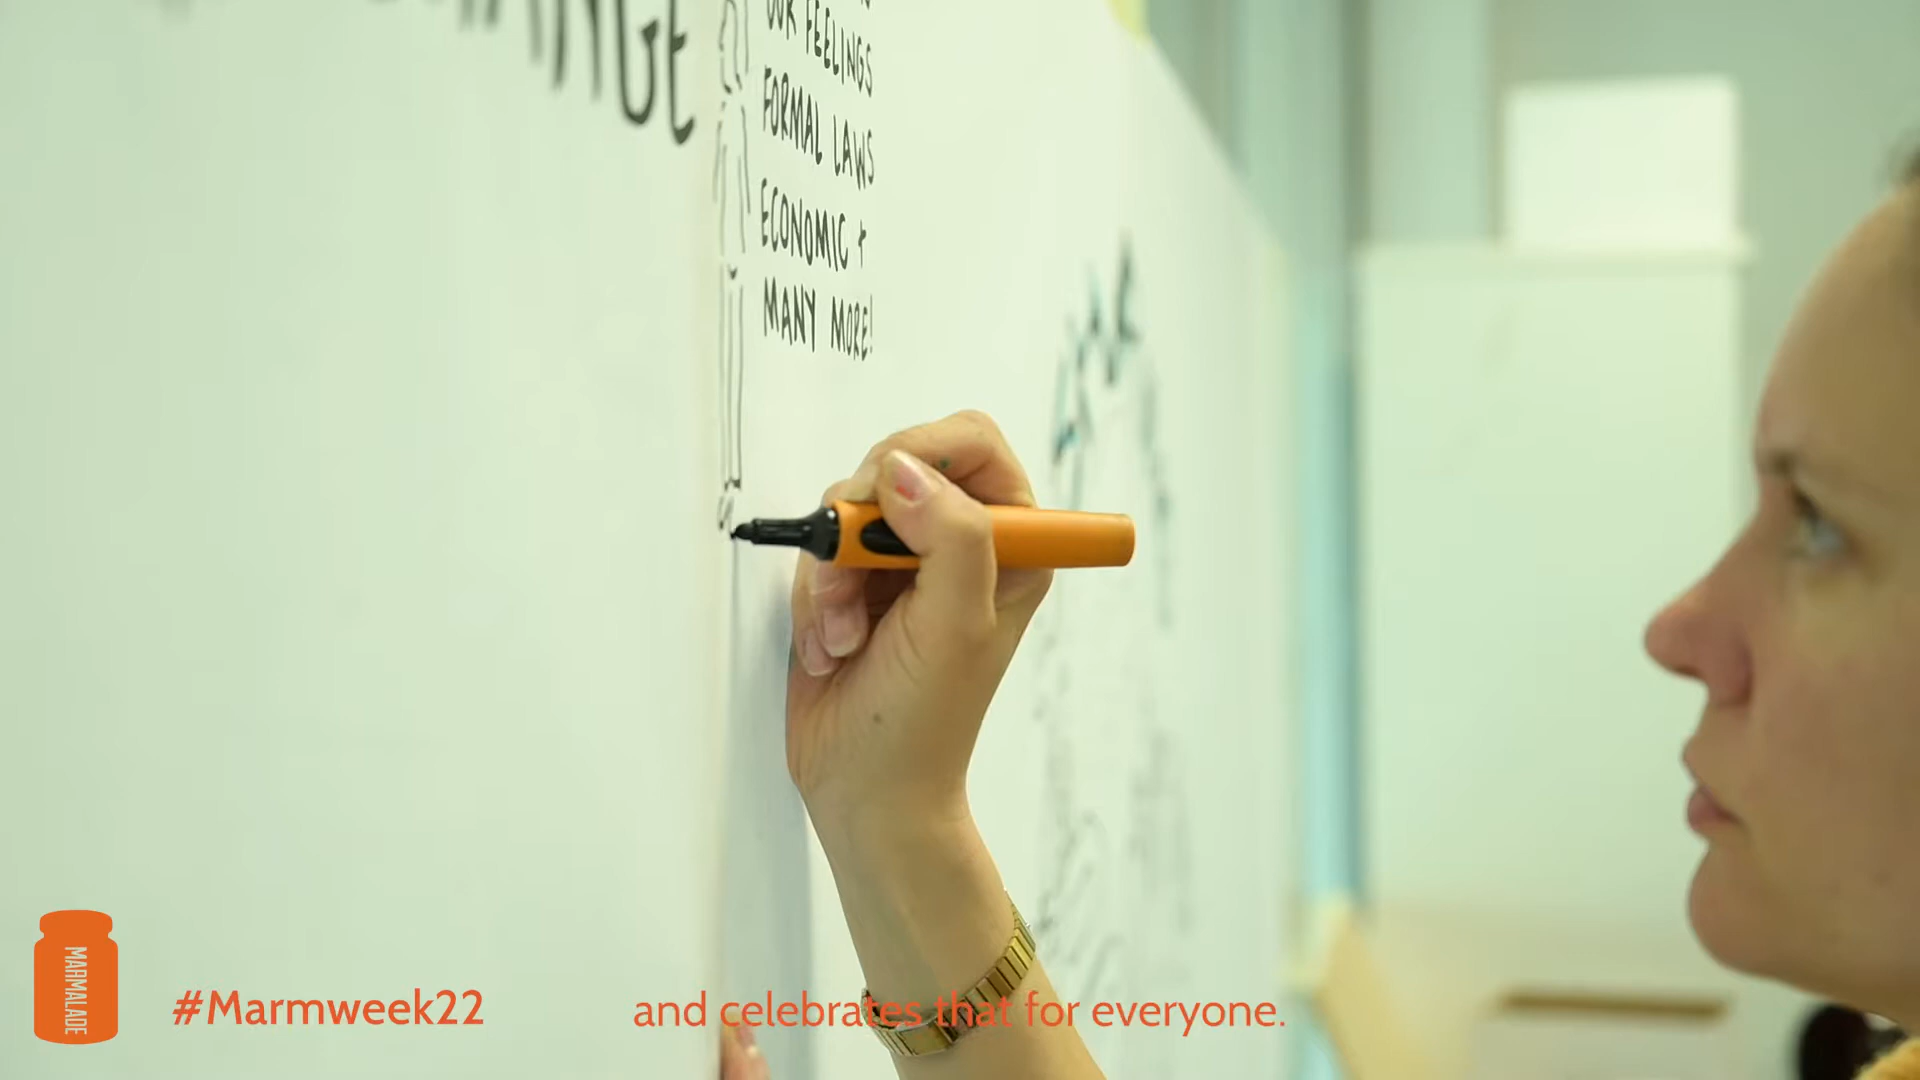 OUR FEELINGS
FORMAL LAWS
ECONOMIC +
MANY MORE!
MARMALADE
#Marmweek22
and celebrates that for everyone.